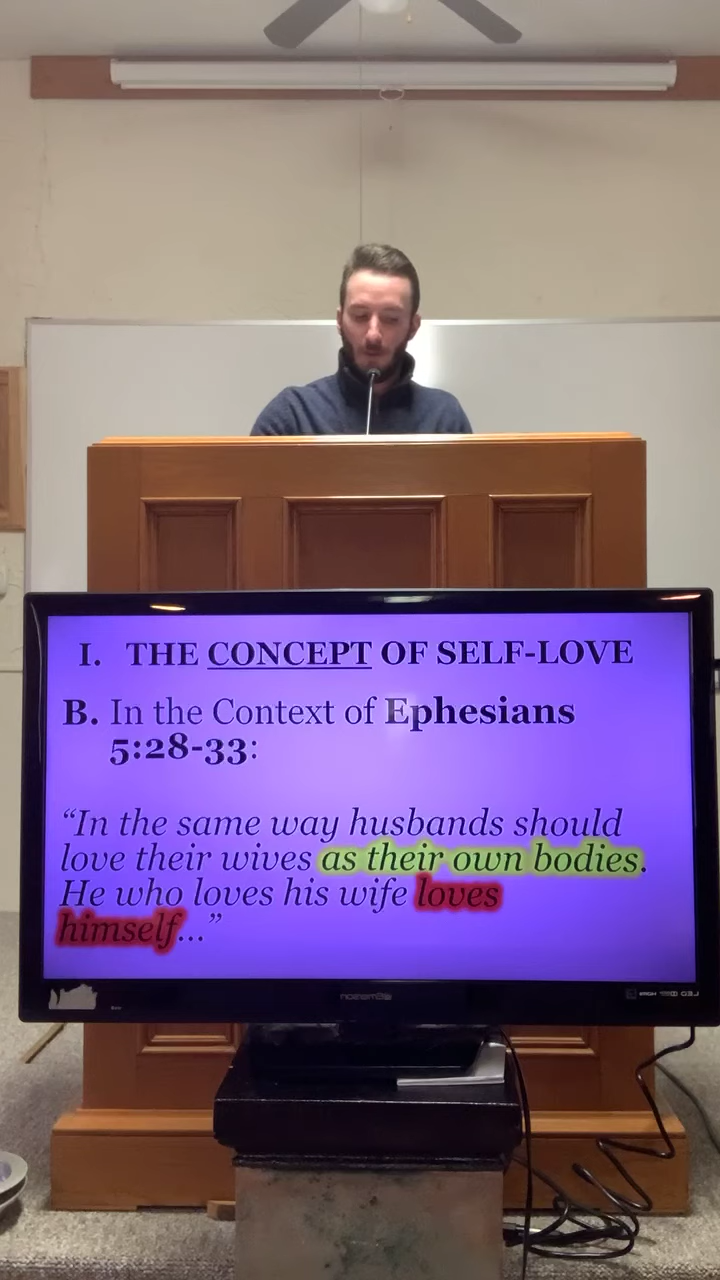 I. THE CONCEPT OF SELF-LOVE
B. In the Context of Ephesians
5:28-33:
“In the same way husbands should
love their wives as their own bodies.
He who loves his wife loves
himself...”